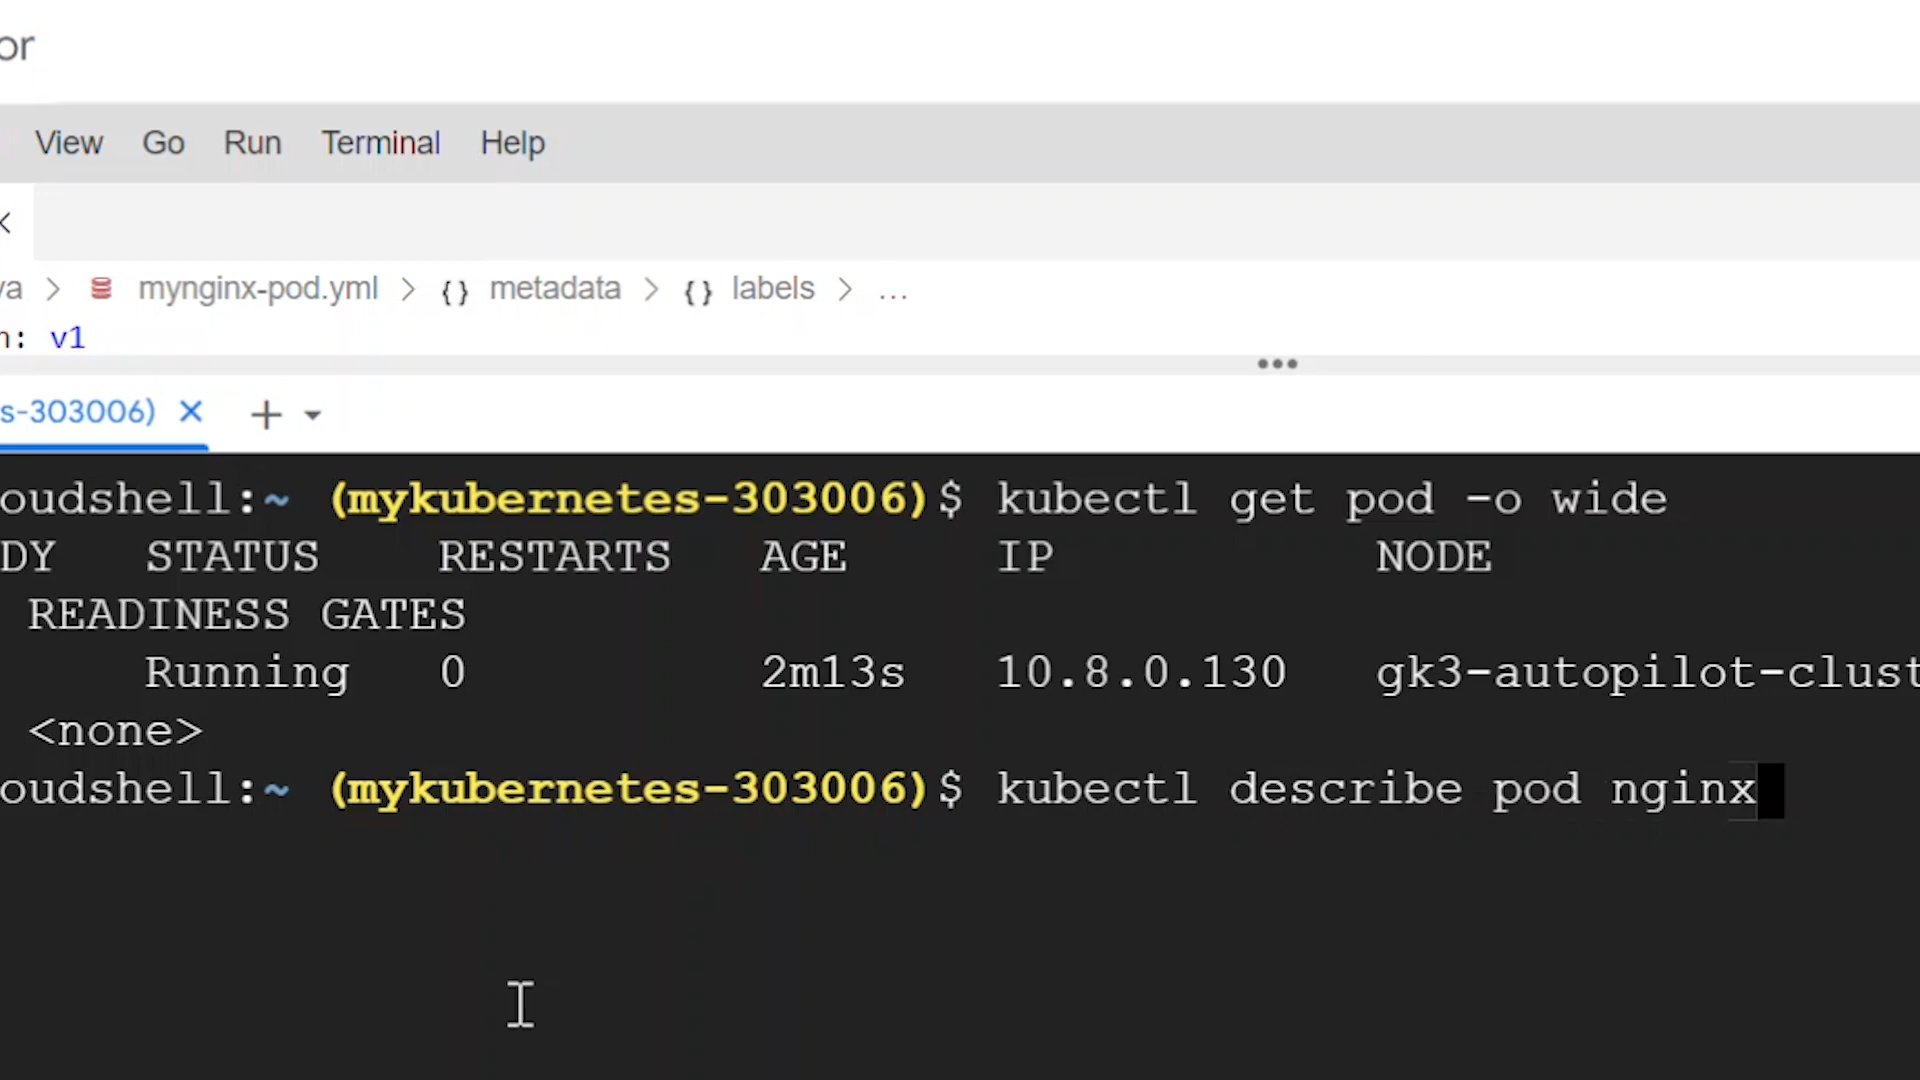 or
View Go Run Terminal Help
va > mynginx-pod.yml > {} metadata > {} labels > ...
n: v1
s-303006) × +
oudshell:~ (mykubernetes-303006)$ kubectl get pod -o wide
DY STATUS RESTARTS AGE IP NODE
READINESS GATES
Running 0 2m13s 10.8.0.130 gk3-autopilot-clust
<none>
oudshell:~ (mykubernetes-303006)$ kubectl describe pod nginx